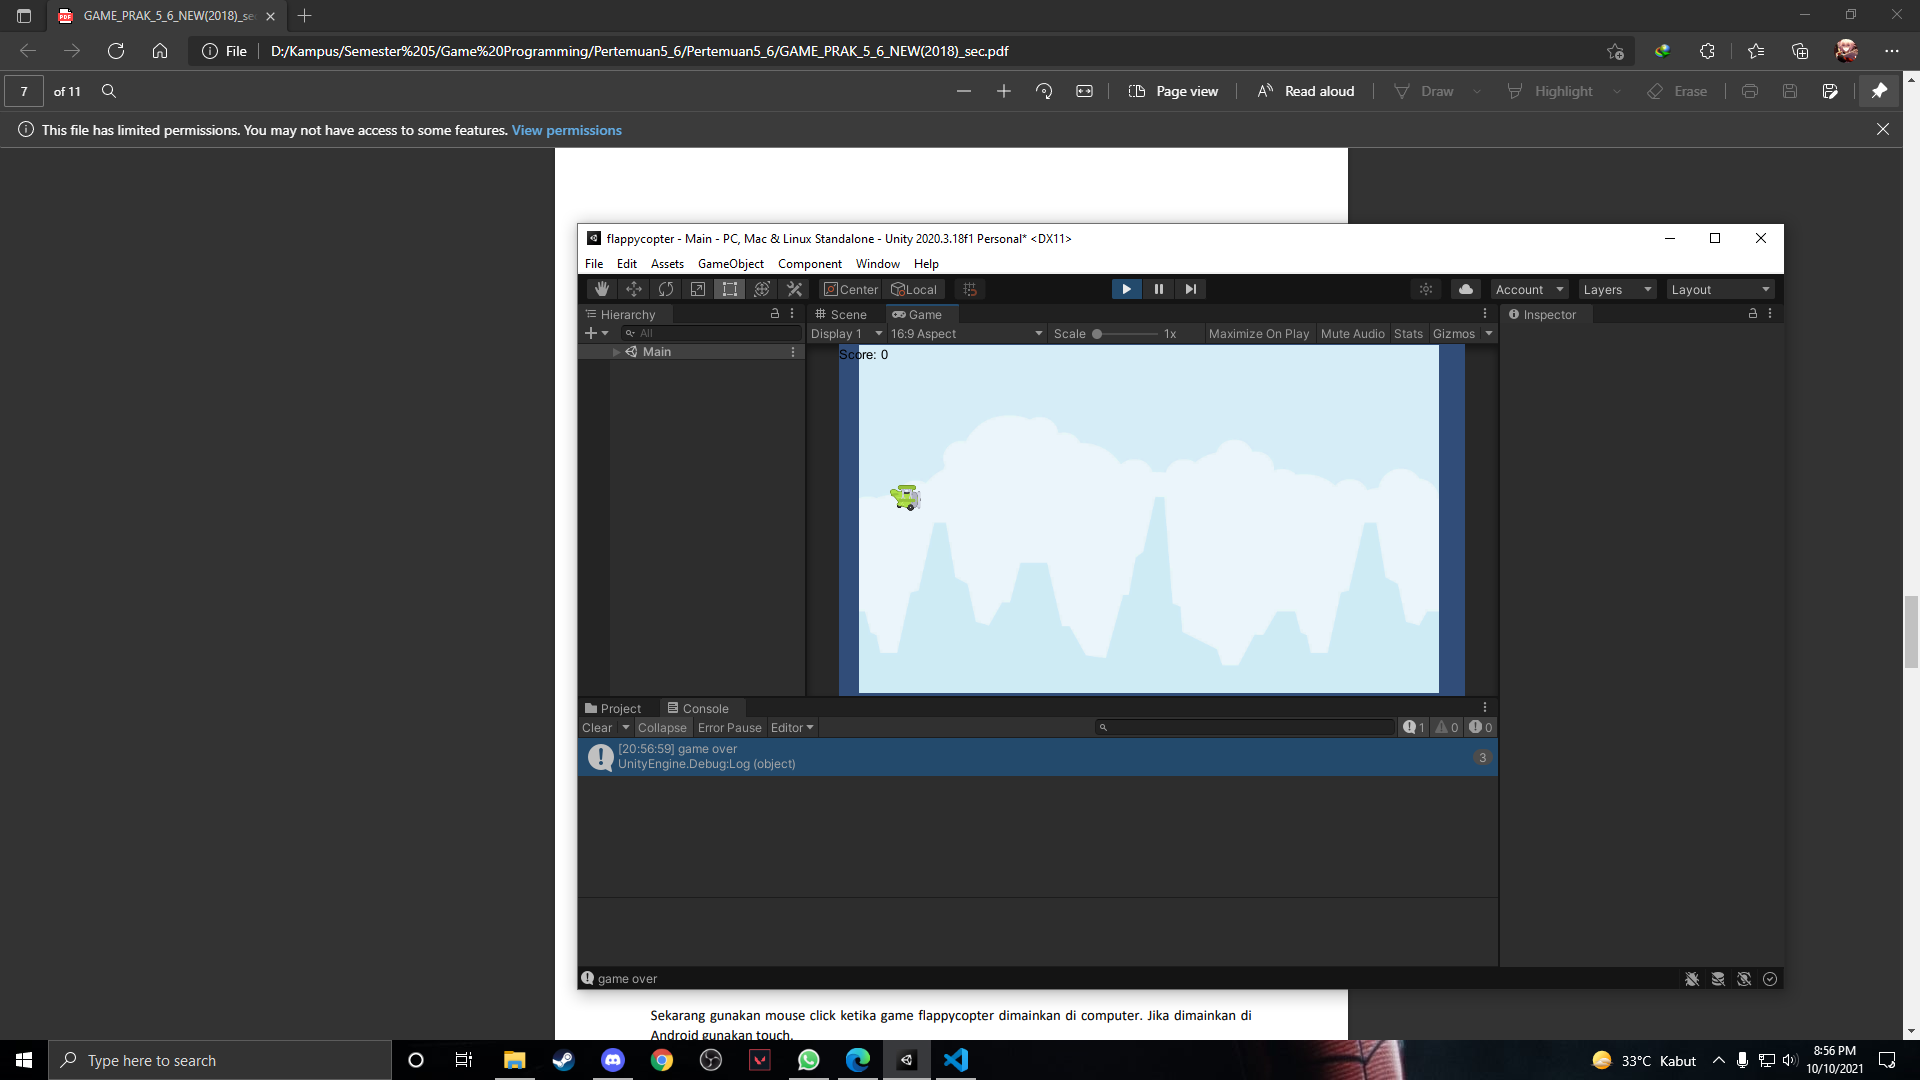 GAME_PRAK_5_6_NEW(2018)_se
File
D:/Kampus/Semester%205/Game%20Programming/Pertemuan5_6/Pertemuan5_6/GAME_PRAK_5_6_NEW(2018)_sec.pdf
7 of 11
Page view
Read aloud
Draw
Highlight
Erase
This file has limited permissions. You may not have access to some features. View permissions
flappycopter - Main - PC, Mac & Linux Standalone - Unity 2020.3.18f1 Personal* <DX11>
File Edit Assets GameObject Component Window Help
Center Local Account Layers Layout
Hierarchy
Scene Game
Inspector
All
Display 1 16:9 Aspect Scale 1x Maximize On Play Mute Audio Stats Gizmos
Main
Score: 0
Project Console
Clear Collapse Error Pause Editor 1 0 0
[20:56:59] game over
UnityEngine.Debug:Log (object)
3
game over
Sekarang gunakan mouse click ketika game flappycopter dimainkan di computer. Jika dimainkan di
Android gunakan touch.
Type here to search
33°C Kabut
8:56 PM
10/10/2021